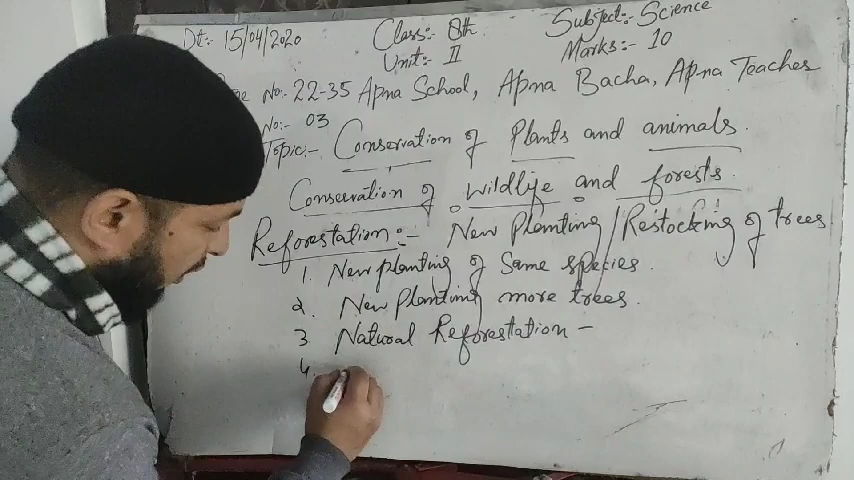 Dt:- 15/04/2020 Class:- 8th Subject:- Science
Unit:- II Marks:- 10
No:- 22-35 Apna School, Apna Bacha, Apna Teacher
No:- 03
Topic:- Conservation of Plants and animals.
Conservation of wildlife and forests.
Reforestation:- New Planting / Restocking of trees
1. New planting of Same species.
2. New Planting more trees.
3. Natural Reforestation -
4.